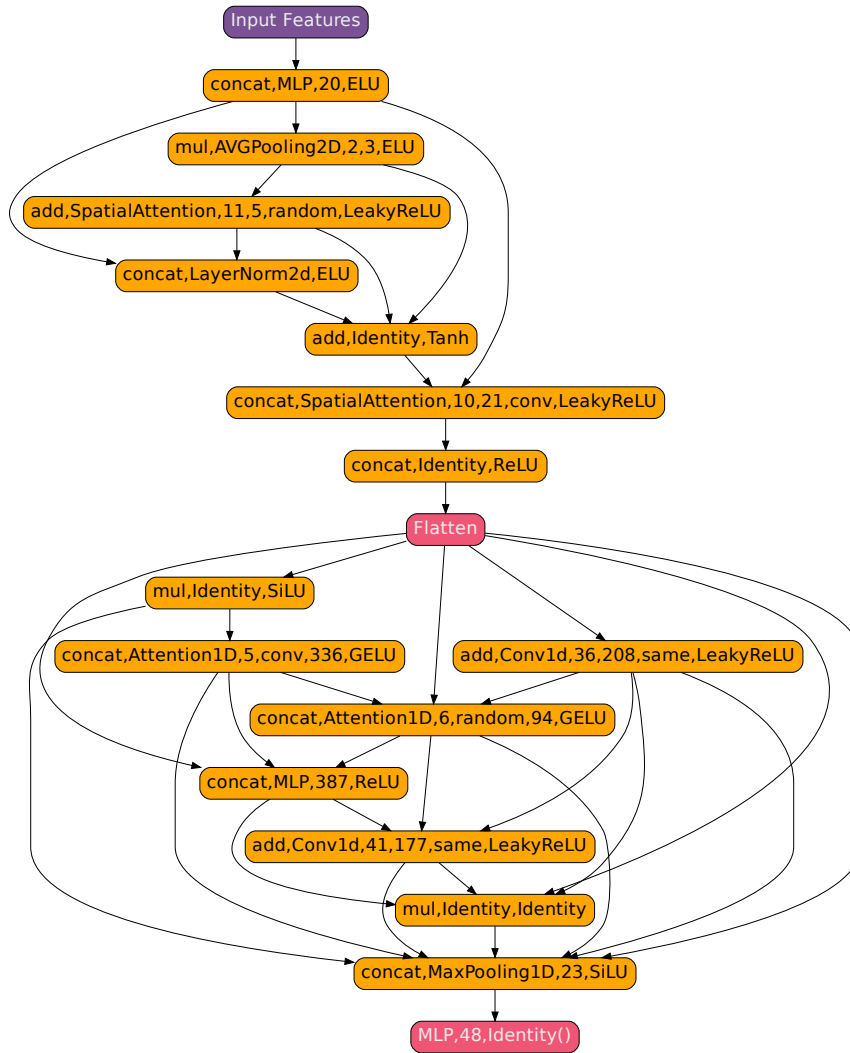 Input Features
concat,MLP,20,ELU
mul,AVGPooling2D,2,3,ELU
add,SpatialAttention,11,5,random,LeakyReLU
concat,LayerNorm2d,ELU
add,Identity,Tanh
concat,SpatialAttention,10,21,conv,LeakyReLU
concat,Identity,ReLU
Flatten
mul,Identity,SiLU
concat,Attention1D,5,conv,336,GELU
add,Conv1d,36,208,same,LeakyReLU
concat,Attention1D,6,random,94,GELU
concat,MLP,387,ReLU
add,Conv1d,41,177,same,LeakyReLU
mul,Identity,Identity
concat,MaxPooling1D,23,SiLU
MLP,48,Identity()